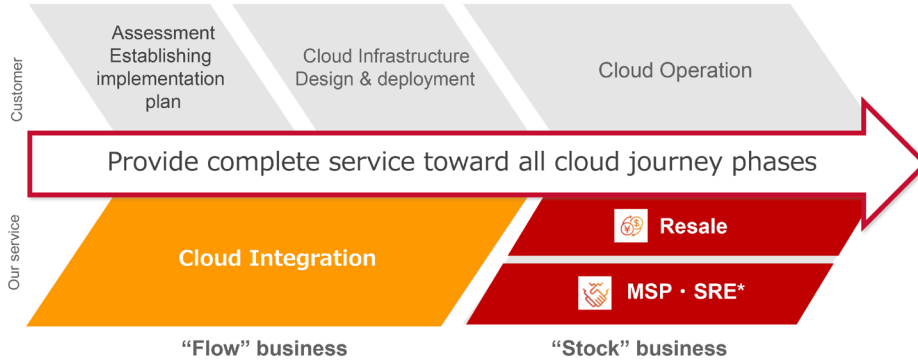 Customer
Assessment
Establishing
implementation
plan
Cloud Infrastructure
Design & deployment
Cloud Operation
Provide complete service toward all cloud journey phases
Our service
Cloud Integration
¥ $
Resale
MSP・SRE*
“Flow” business
“Stock” business